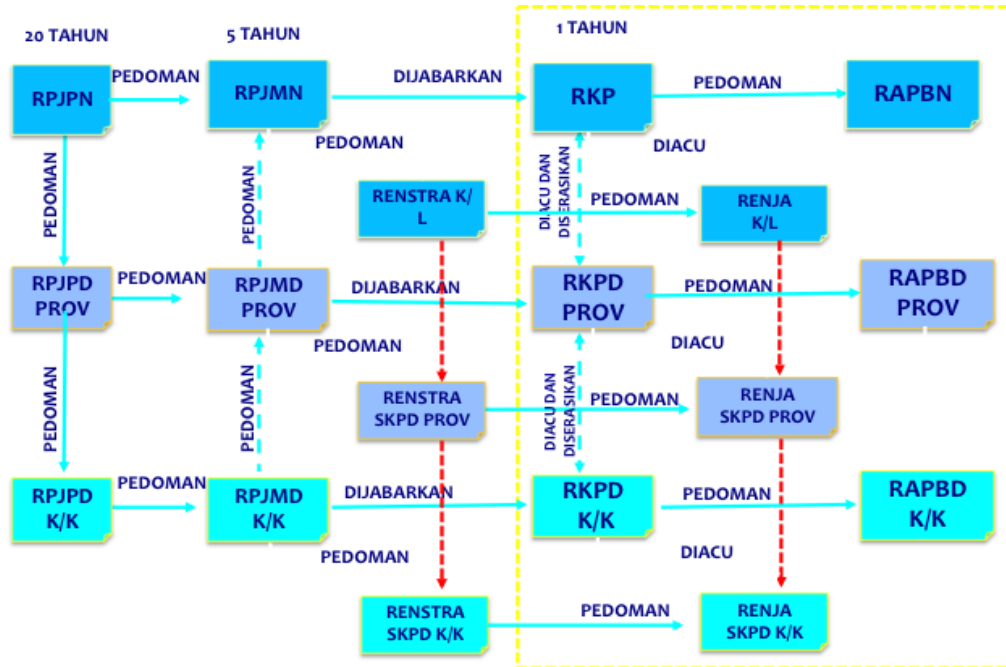 20 TAHUN
5 TAHUN
1 TAHUN
RPJPN
PEDOMAN
RPJMN
DIJABARKAN
RKP
PEDOMAN
RAPBN
PEDOMAN
PEDOMAN
PEDOMAN
DIACU DAN
DISERASIKAN
DIACU
RENSTRA K/
L
PEDOMAN
RENJA
K/L
RPJPD
PROV
PEDOMAN
RPJMD
PROV
DIJABARKAN
RKPD
PROV
PEDOMAN
RAPBD
PROV
PEDOMAN
PEDOMAN
PEDOMAN
DIACU DAN
DISERASIKAN
DIACU
RENSTRA
SKPD PROV
PEDOMAN
RENJA
SKPD PROV
RPJPD
K/K
PEDOMAN
RPJMD
K/K
DIJABARKAN
RKPD
K/K
PEDOMAN
RAPBD
K/K
PEDOMAN
DIACU
RENSTRA
SKPD K/K
PEDOMAN
RENJA
SKPD K/K